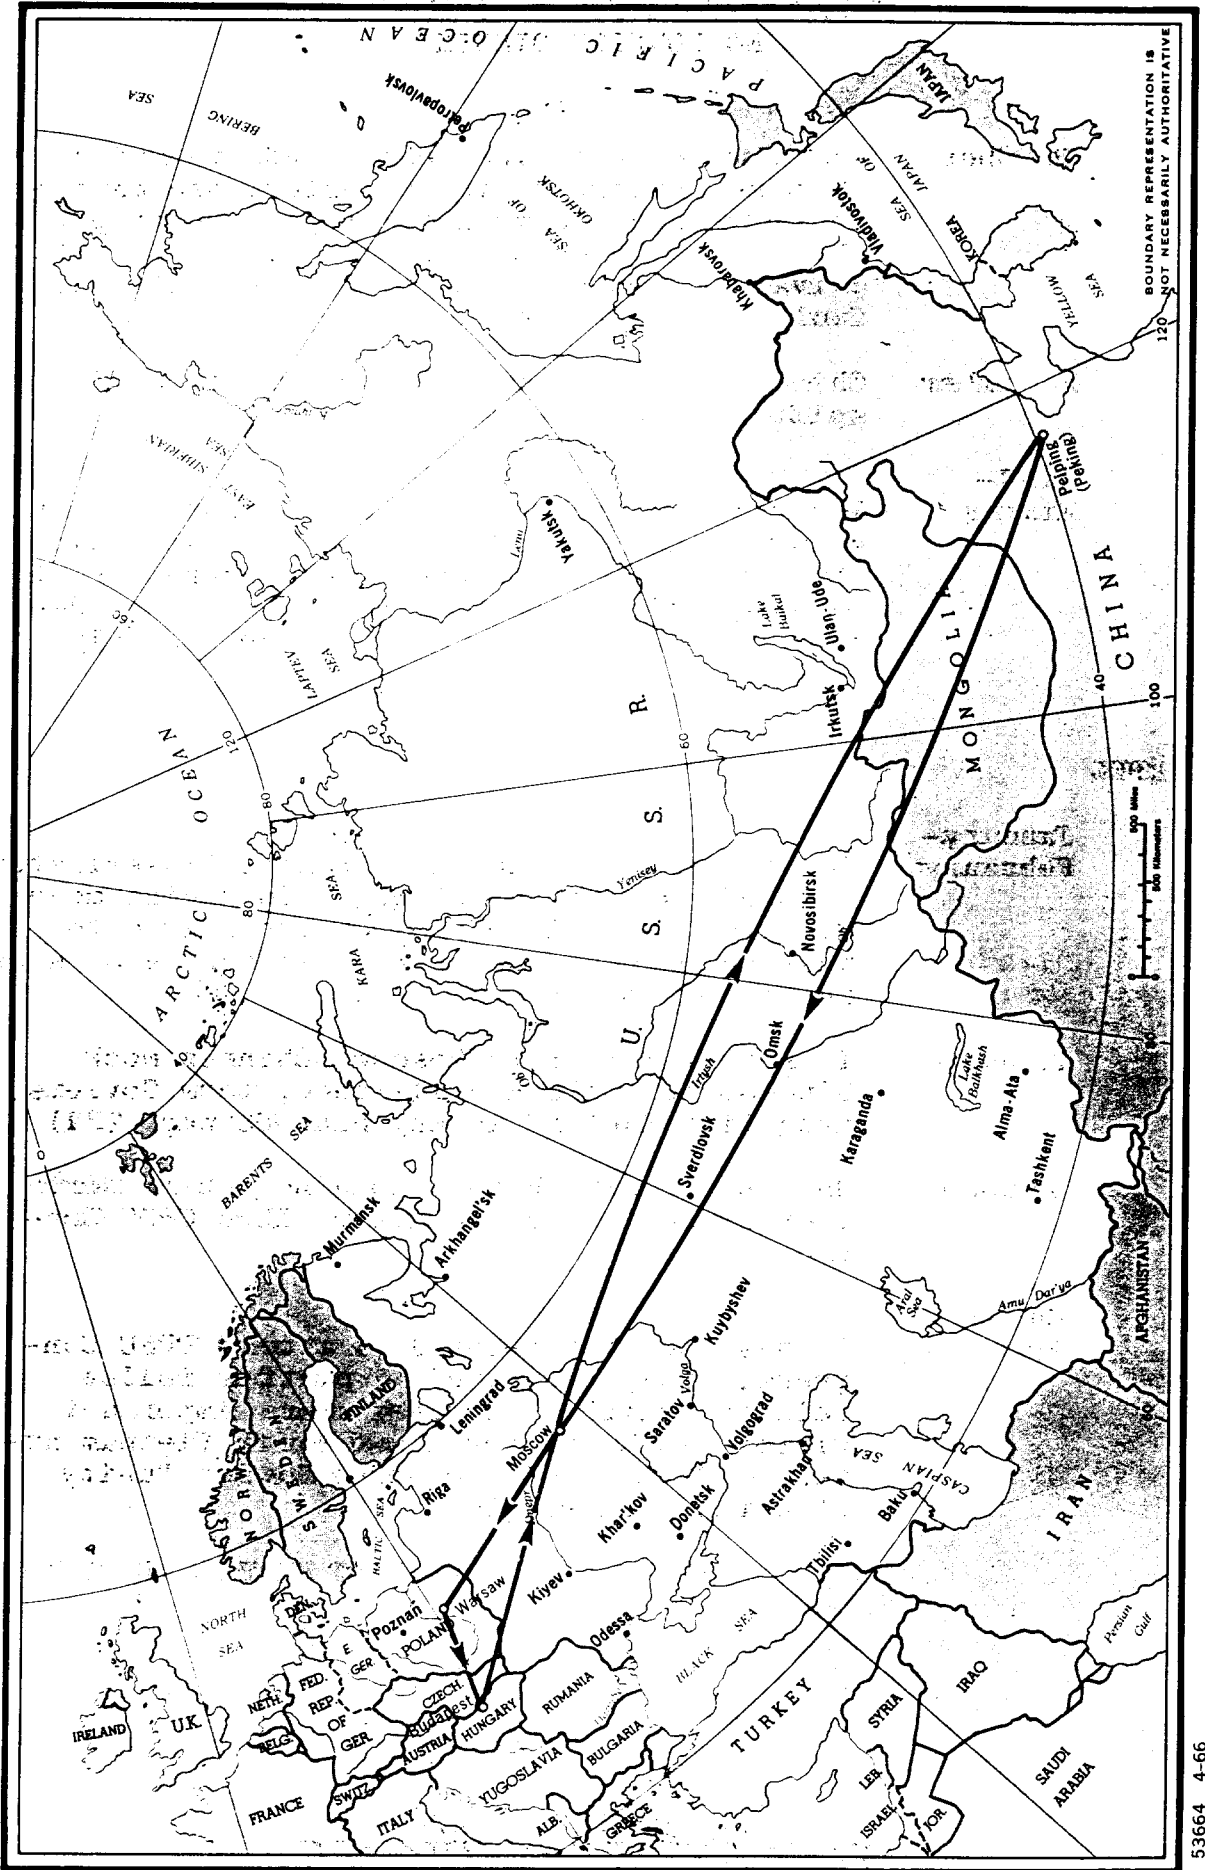 PACIFIC OCEAN
BERING
SEA
Petropavlovsk
SEA
OF
OKHOTSK
JAPAN
SEA
OF
JAPAN
Vladivostok
Khabarovsk
KOREA
YELLOW
SEA
BOUNDARY REPRESENTATION IS
NOT NECESSARILY AUTHORITATIVE
120
EAST
SIBERIAN
SEA
Yakutsk
Lena
Peiping
(Peking)
LAPTEV
SEA
160
120
ARCTIC OCEAN
80
80
40
0
Lake
Baikal
Ulan-Ude
Irkutsk
MONGOLIA
CHINA
40
100
60
U. S. S. R.
KARA
SEA
Yenisey
Novosibirsk
Ob'
Ob'
Irtysh
Omsk
500 Miles
500 Kilometers
80
BARENTS
SEA
Murmansk
Arkhangel'sk
Sverdlovsk
Karaganda
Lake
Balkhash
Alma-Ata
Tashkent
Aral
Sea
Amu Dar'ya
AFGHANISTAN
60
NORWAY
SWEDEN
FINLAND
Leningrad
Moscow
Kuybyshev
Saratov
Volga
Volgograd
Astrakhan
CASPIAN
SEA
Baku
Tbilisi
IRAN
Riga
BALTIC
SEA
Khar'kov
Donetsk
Kiyev
Odessa
BLACK
SEA
NORTH
SEA
DEN.
Poznań
Warsaw
POLAND
E.
GER.
IRELAND
U.K.
NETH.
BELG.
FED.
REP.
OF
GER.
CZECH.
Budapest
AUSTRIA
HUNGARY
RUMANIA
FRANCE
SWITZ.
ITALY
YUGOSLAVIA
BULGARIA
ALB.
GREECE
TURKEY
SYRIA
IRAQ
LEB.
ISRAEL
JOR.
SAUDI
ARABIA
Persian
Gulf
53664 4-66